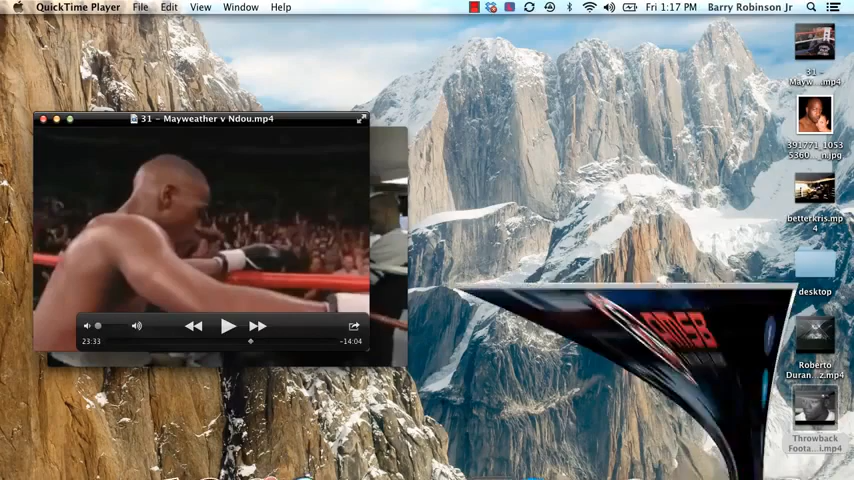 QuickTime Player File Edit View Window Help Fri 1:17 PM Barry Robinson Jr
31 - Mayweather v Ndou.mp4
23:33 -14:04
31 -
Mayw....mp4
391771_1053
5360..._n.jpg
betterkris.mp
4
desktop
Roberto
Duran...z.mp4
Throwback
Foota...i.mp4